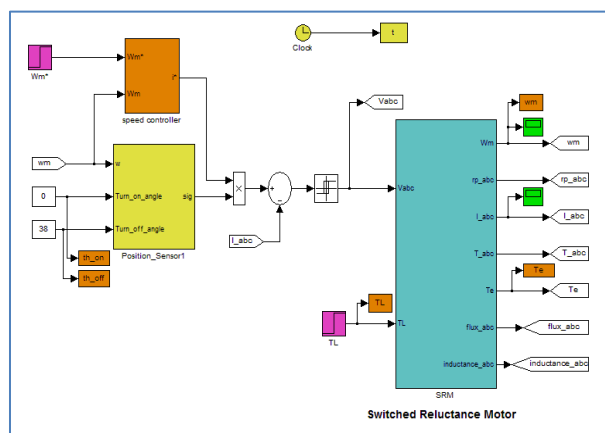 Clock
t
Wm*
Wm*
Wm
i*
speed controller
wm
w
Turn_on_angle
sig
Turn_off_angle
Position_Sensor1
0
38
th_on
th_off
X
+
-
I_abc
Vabc
Vabc
TL
TL
TL
Wm
rp_abc
I_abc
T_abc
Te
flux_abc
inductance_abc
SRM
wm
wm
rp_abc
I_abc
T_abc
Te
Te
flux_abc
inductance_abc
Switched Reluctance Motor